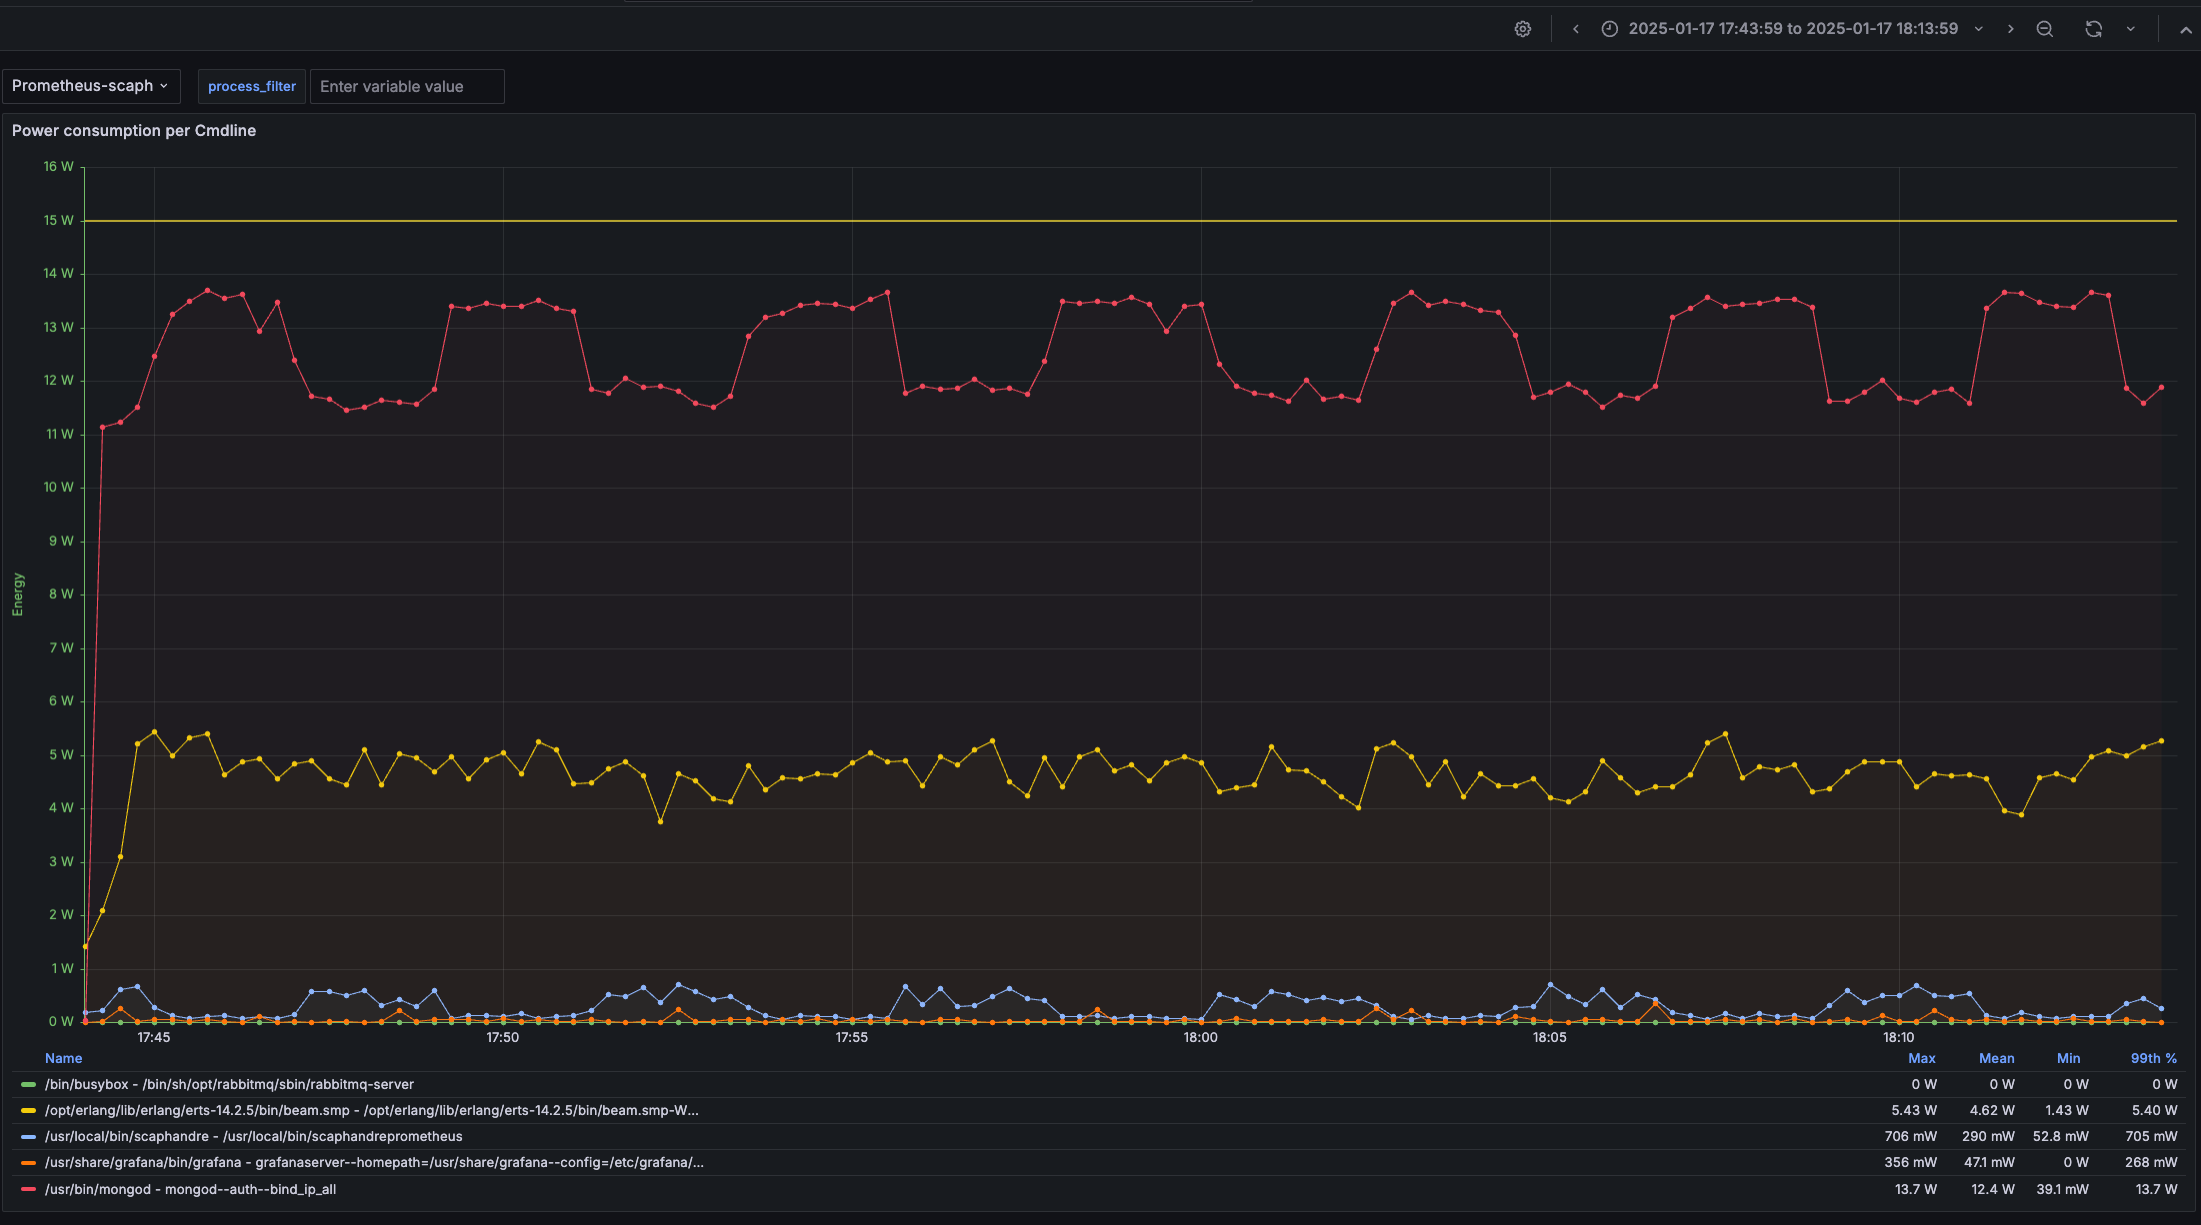 2025-01-17 17:43:59 to 2025-01-17 18:13:59
Prometheus-scaph process_filter Enter variable value
Power consumption per Cmdline
16 W
15 W
14 W
13 W
12 W
11 W
10 W
9 W
8 W
7 W
6 W
5 W
4 W
3 W
2 W
1 W
0 W
Energy
17:45 17:50 17:55 18:00 18:05 18:10
Name Max Mean Min 99th %
/bin/busybox - /bin/sh/opt/rabbitmq/sbin/rabbitmq-server 0 W 0 W 0 W 0 W
/opt/erlang/lib/erlang/erts-14.2.5/bin/beam.smp - /opt/erlang/lib/erlang/erts-14.2.5/bin/beam.smp-W... 5.43 W 4.62 W 1.43 W 5.40 W
/usr/local/bin/scaphandre - /usr/local/bin/scaphandreprometheus 706 mW 290 mW 52.8 mW 705 mW
/usr/share/grafana/bin/grafana - grafanaserver--homepath=/usr/share/grafana--config=/etc/grafana/... 356 mW 47.1 mW 0 W 268 mW
/usr/bin/mongod - mongod--auth--bind_ip_all 13.7 W 12.4 W 39.1 mW 13.7 W